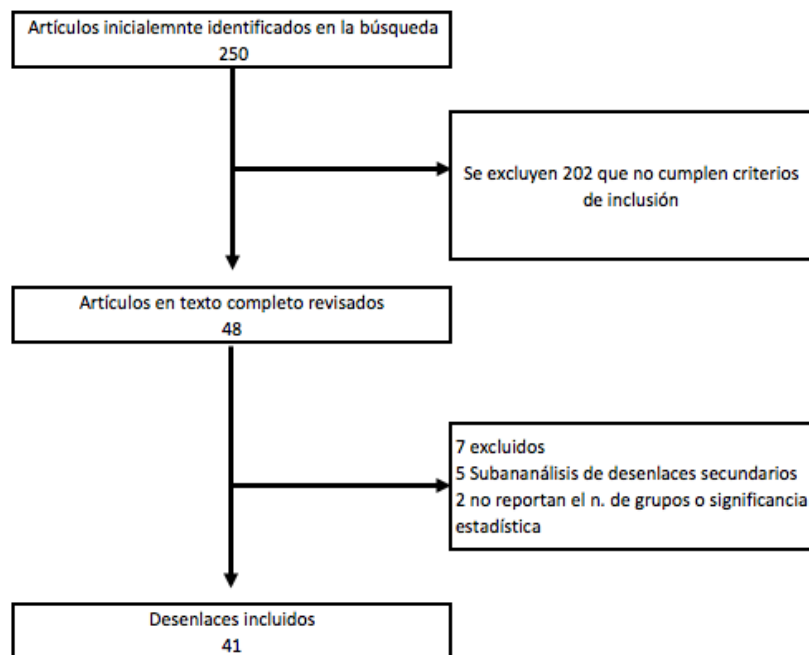 Artículos inicialemnte identificados en la búsqueda
250
Se excluyen 202 que no cumplen criterios
de inclusión
Artículos en texto completo revisados
48
7 excluidos
5 Subananálisis de desenlaces secundarios
2 no reportan el n. de grupos o significancia
estadística
Desenlaces incluidos
41